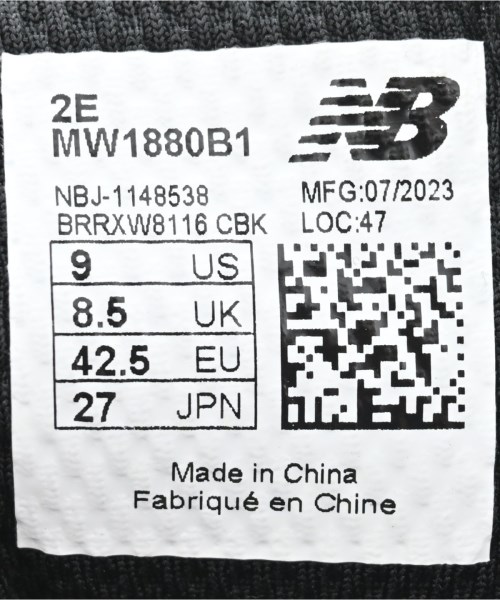 2E
MW1880B1
NB
NBJ-1148538
BRRXW8116 CBK
MFG:07/2023
LOC:47
9 US
8.5 UK
42.5 EU
27 JPN
Made in China
Fabriqué en Chine